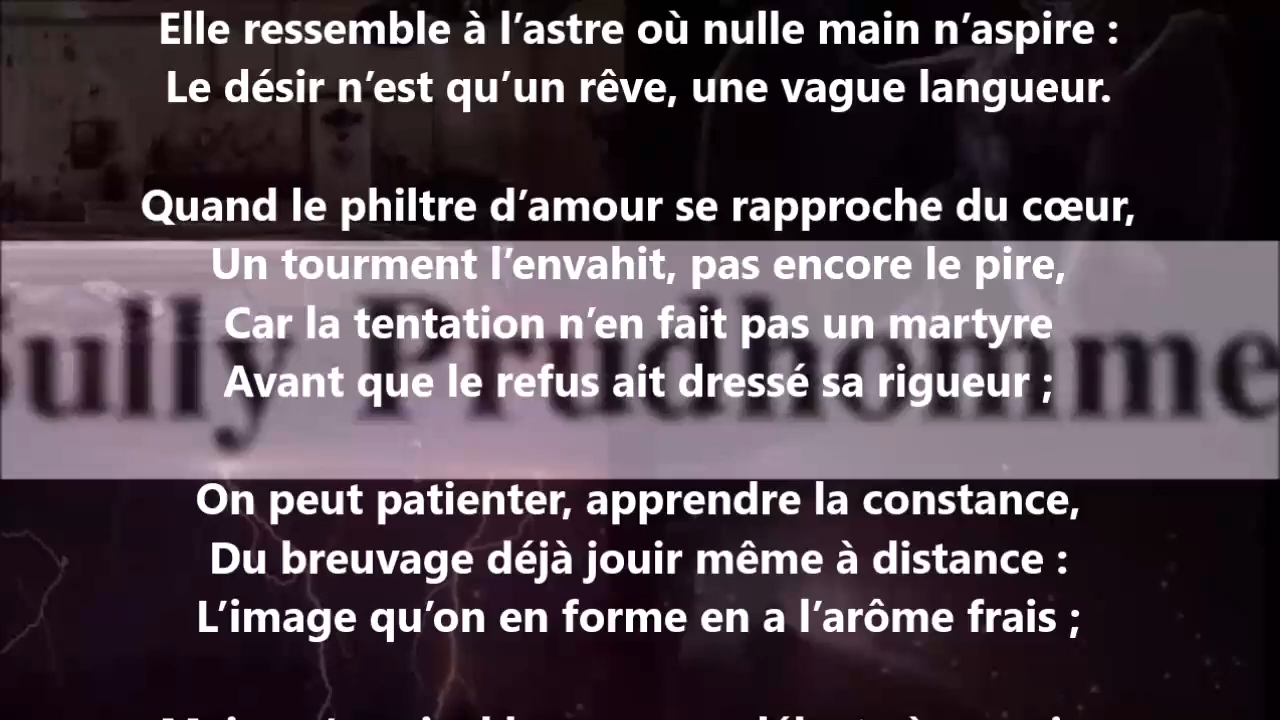 Elle ressemble à l’astre où nulle main n’aspire :
Le désir n’est qu’un rêve, une vague langueur.
Quand le philtre d’amour se rapproche du cœur,
Un tourment l’envahit, pas encore le pire,
Car la tentation n’en fait pas un martyre
Avant que le refus ait dressé sa rigueur ;
Sully Prudhomme
On peut patienter, apprendre la constance,
Du breuvage déjà jouir même à distance :
L’image qu’on en forme en a l’arôme frais ;